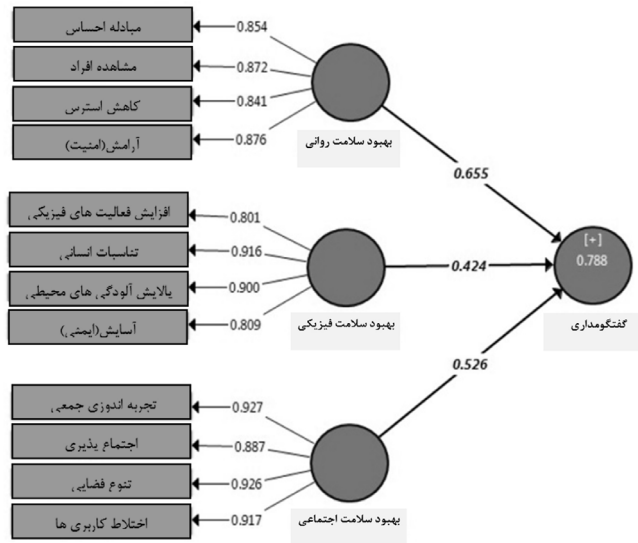 مبادله احساس
0.854
مشاهده افراد
0.872
کاهش استرس
0.841
آرامش(امنیت)
0.876
بهبود سلامت روانی
0.655
افزایش فعالیت های فیزیکی
0.801
تناسبات انسانی
0.916
پالایش آلودگی های محیطی
0.900
آسایش(ایمنی)
0.809
بهبود سلامت فیزیکی
0.424
[+]
0.788
گفتگومداری
0.526
تجربه اندوزی جمعی
0.927
اجتماع پذیری
0.887
تنوع فضایی
0.926
اختلاط کاربری ها
0.917
بهبود سلامت اجتماعی